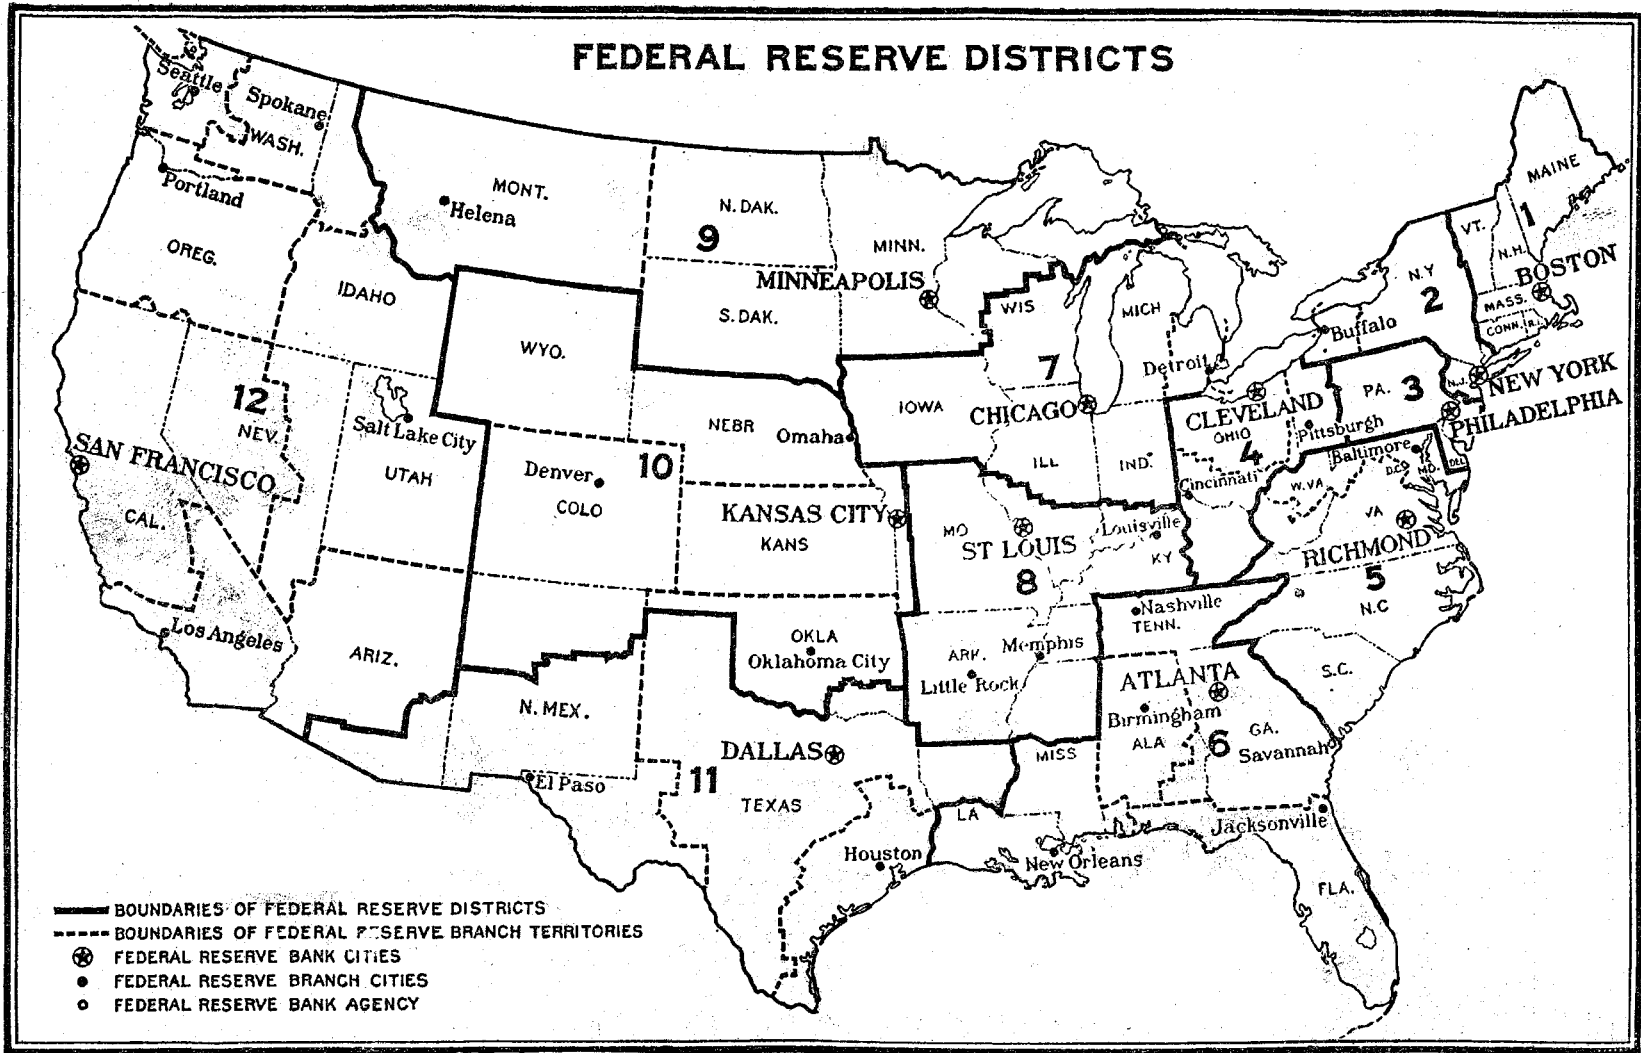 FEDERAL RESERVE DISTRICTS
Seattle
Spokane
WASH.
Portland
OREG.
IDAHO
MONT.
Helena
N. DAK.
9
MINN.
MINNEAPOLIS
S. DAK.
WYO.
WIS
MICH
7
Detroit
MAINE
VT.
1
N.H.
BOSTON
MASS.
CONN.
R.I.
N.Y
2
Buffalo
NEW YORK
N.J.
PA.
3
PHILADELPHIA
Pittsburgh
CLEVELAND
OHIO
4
Cincinnati
Baltimore
D.C.
MD.
DEL
W.VA
VA
RICHMOND
5
N.C
S.C.
12
NEV.
SAN FRANCISCO
CAL.
Los Angeles
Salt Lake City
UTAH
ARIZ.
NEBR
Omaha
10
Denver
COLO
KANSAS CITY
KANS
IOWA
CHICAGO
ILL
IND.
MO
ST LOUIS
8
Louisville
KY
Nashville
TENN.
Memphis
ARK.
Little Rock
OKLA
Oklahoma City
N. MEX.
El Paso
DALLAS
11
TEXAS
Houston
LA
New Orleans
MISS
ATLANTA
Birmingham
ALA
6
GA.
Savannah
Jacksonville
FLA.
BOUNDARIES OF FEDERAL RESERVE DISTRICTS
BOUNDARIES OF FEDERAL RESERVE BRANCH TERRITORIES
FEDERAL RESERVE BANK CITIES
FEDERAL RESERVE BRANCH CITIES
FEDERAL RESERVE BANK AGENCY